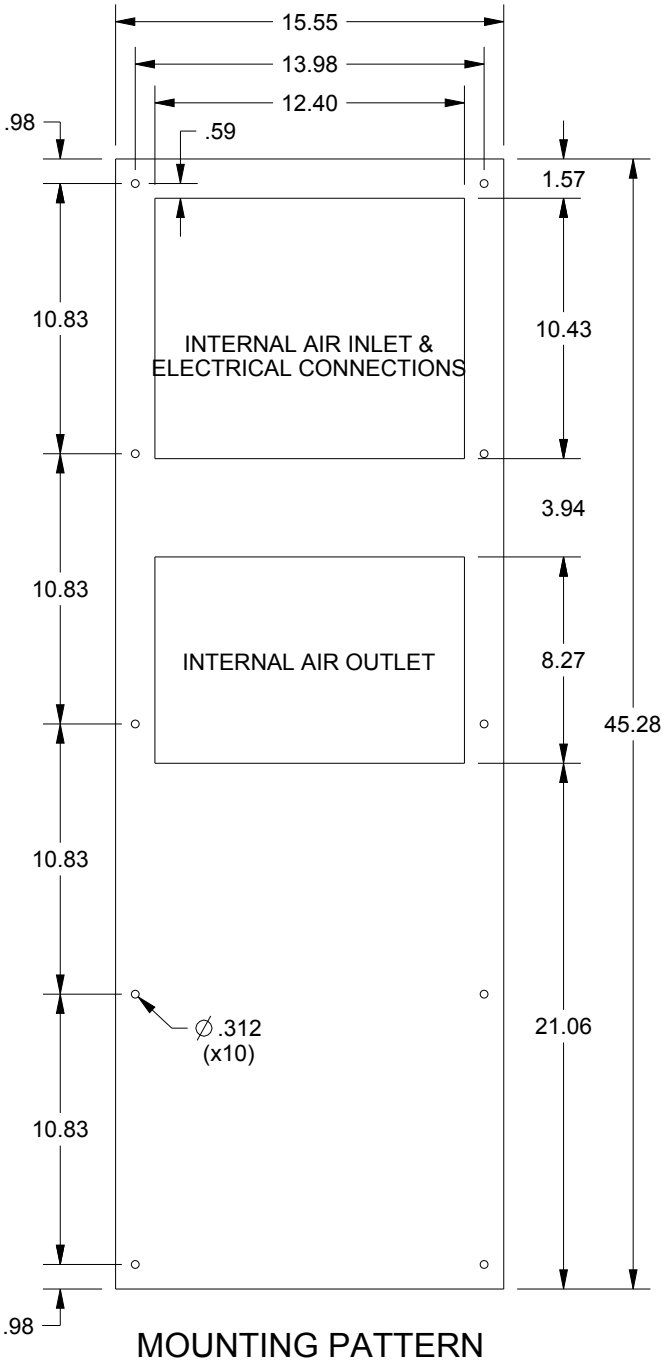 15.55
13.98
12.40
.98
.59
1.57
10.83
INTERNAL AIR INLET &
ELECTRICAL CONNECTIONS
10.43
3.94
10.83
INTERNAL AIR OUTLET
8.27
45.28
10.83
Ø .312
(x10)
21.06
10.83
.98
MOUNTING PATTERN